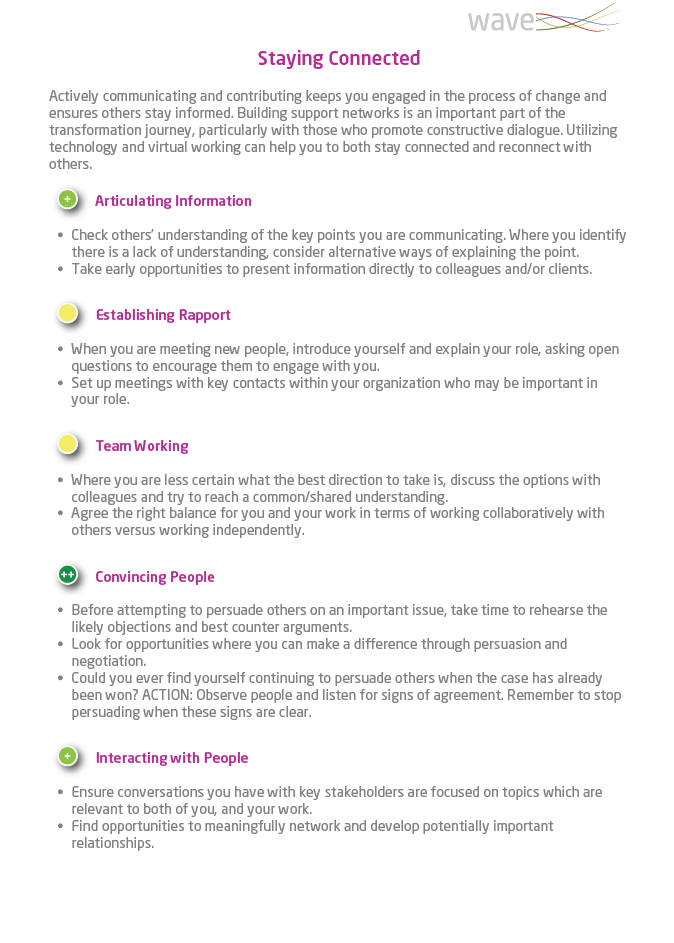 wave
Staying Connected
Actively communicating and contributing keeps you engaged in the process of change and
ensures others stay informed. Building support networks is an important part of the
transformation journey, particularly with those who promote constructive dialogue. Utilizing
technology and virtual working can help you to both stay connected and reconnect with
others.
+ Articulating Information
• Check others' understanding of the key points you are communicating. Where you identify
there is a lack of understanding, consider alternative ways of explaining the point.
• Take early opportunities to present information directly to colleagues and/or clients.
Establishing Rapport
• When you are meeting new people, introduce yourself and explain your role, asking open
questions to encourage them to engage with you.
• Set up meetings with key contacts within your organization who may be important in
your role.
Team Working
• Where you are less certain what the best direction to take is, discuss the options with
colleagues and try to reach a common/shared understanding.
• Agree the right balance for you and your work in terms of working collaboratively with
others versus working independently.
++ Convincing People
• Before attempting to persuade others on an important issue, take time to rehearse the
likely objections and best counter arguments.
• Look for opportunities where you can make a difference through persuasion and
negotiation.
• Could you ever find yourself continuing to persuade others when the case has already
been won? ACTION: Observe people and listen for signs of agreement. Remember to stop
persuading when these signs are clear.
+ Interacting with People
• Ensure conversations you have with key stakeholders are focused on topics which are
relevant to both of you, and your work.
• Find opportunities to meaningfully network and develop potentially important
relationships.